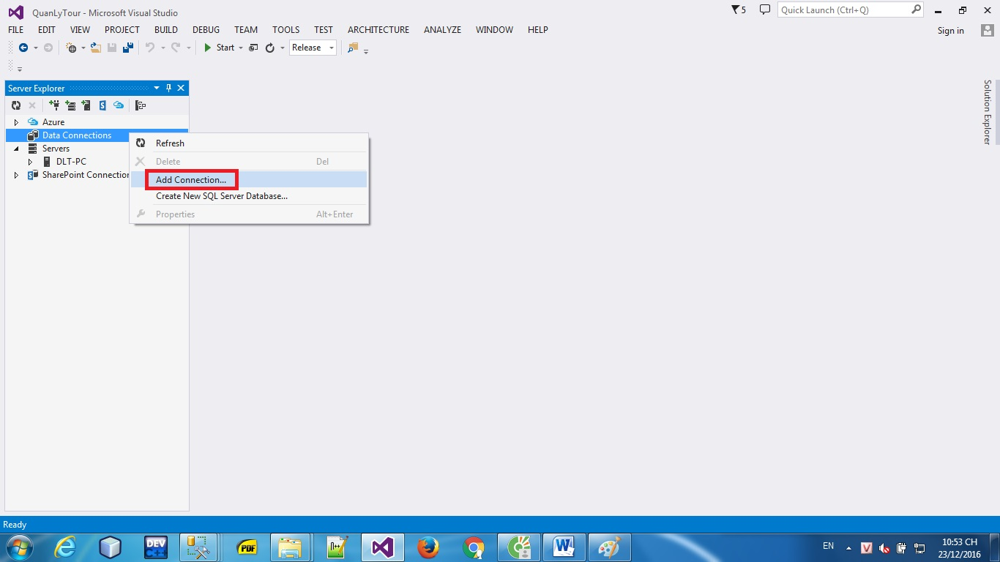 QuanLyTour - Microsoft Visual Studio
5
Quick Launch (Ctrl+Q)
FILE EDIT VIEW PROJECT BUILD DEBUG TEAM TOOLS TEST ARCHITECTURE ANALYZE WINDOW HELP
Sign in
Start
Release
Server Explorer
Solution Explorer
Azure
Data Connections
Servers
DLT-PC
SharePoint Connection
Refresh
Delete Del
Add Connection...
Create New SQL Server Database...
Properties Alt+Enter
Ready
DEV
C++
PDF
n++
W
EN
V
10:53 CH
23/12/2016